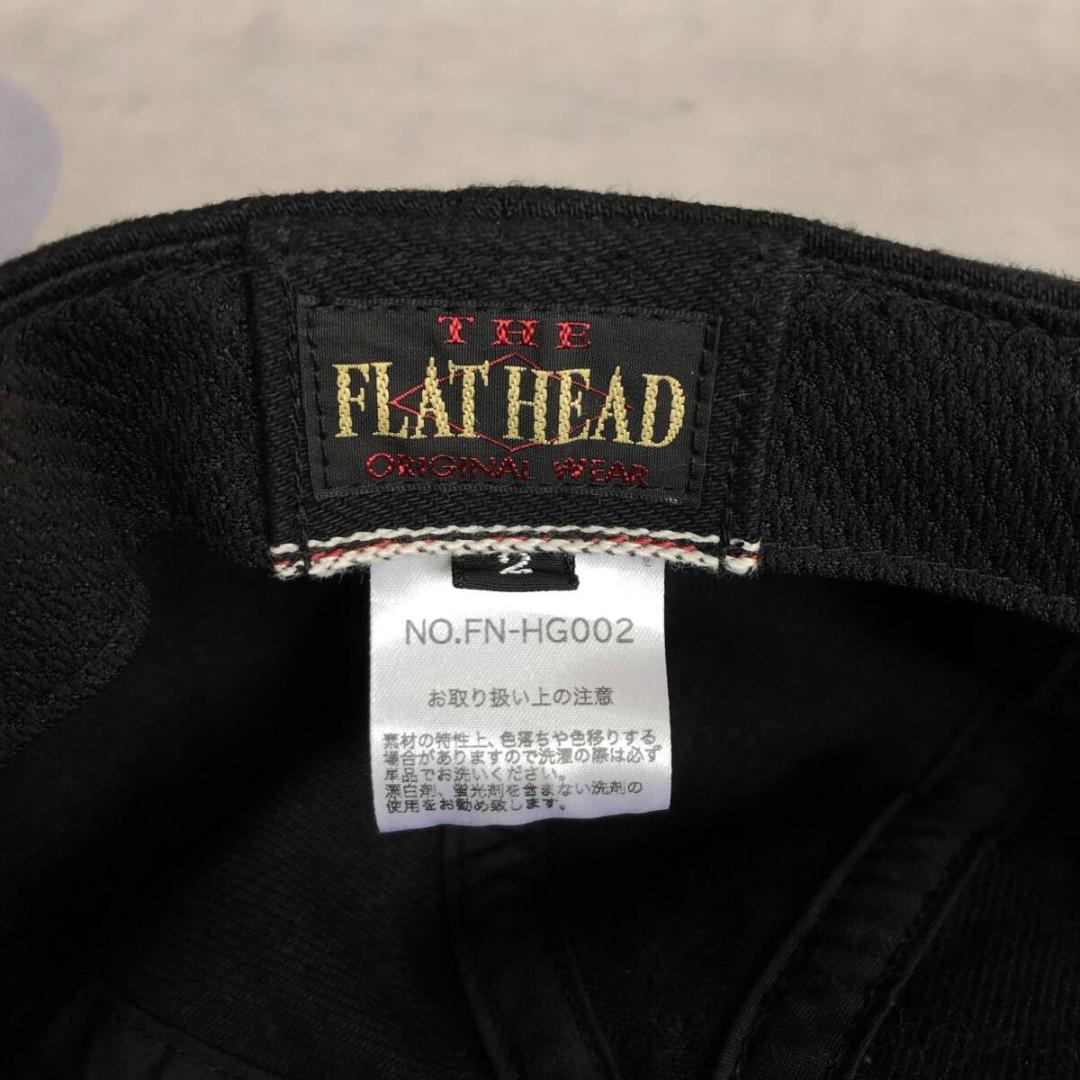 THE
FLAT HEAD
ORIGINAL WEAR
2
NO.FN-HG002
お取り扱い上の注意
素材の特性上、色落ちや色移りする
場合がありますので洗濯の際は必ず
単品でお洗いください。
漂白剤、蛍光剤を含まない洗剤の
使用をお勧め致します。